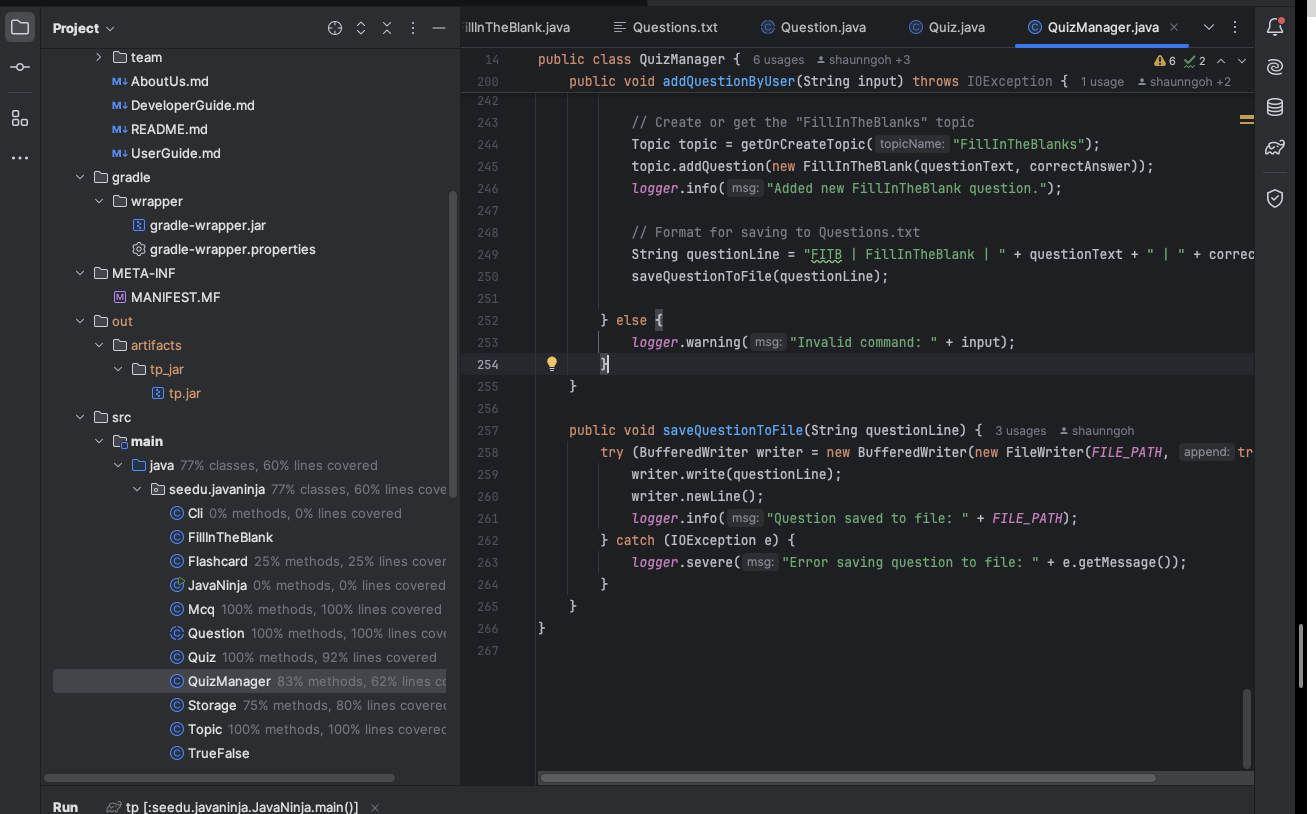 Project
team
AboutUs.md
DeveloperGuide.md
README.md
UserGuide.md
gradle
wrapper
gradle-wrapper.jar
gradle-wrapper.properties
META-INF
MANIFEST.MF
out
artifacts
tp_jar
tp.jar
src
main
java 77% classes, 60% lines covered
seedu.javaninja 77% classes, 60% lines cove
Cli 0% methods, 0% lines covered
FillInTheBlank
Flashcard 25% methods, 25% lines cover
JavaNinja 0% methods, 0% lines covered
Mcq 100% methods, 100% lines covered
Question 100% methods, 100% lines cov
Quiz 100% methods, 92% lines covered
QuizManager 83% methods, 62% lines co
Storage 75% methods, 80% lines covered
Topic 100% methods, 100% lines covered
TrueFalse
illInTheBlank.java Questions.txt Question.java Quiz.java QuizManager.java
14 public class QuizManager { 6 usages shaunngoh +3 6 2
200 public void addQuestionByUser(String input) throws IOException { 1 usage shaunngoh +2
242
243 // Create or get the "FillInTheBlanks" topic
244 Topic topic = getOrCreateTopic( topicName: "FillInTheBlanks");
245 topic.addQuestion(new FillInTheBlank(questionText, correctAnswer));
246 logger.info( msg: "Added new FillInTheBlank question.");
247
248 // Format for saving to Questions.txt
249 String questionLine = "FITB | FillInTheBlank | " + questionText + " | " + correc
250 saveQuestionToFile(questionLine);
251
252 } else {
253 logger.warning( msg: "Invalid command: " + input);
254 }
255 }
256
257 public void saveQuestionToFile(String questionLine) { 3 usages shaunngoh
258 try (BufferedWriter writer = new BufferedWriter(new FileWriter(FILE_PATH, append: tr
259 writer.write(questionLine);
260 writer.newLine();
261 logger.info( msg: "Question saved to file: " + FILE_PATH);
262 } catch (IOException e) {
263 logger.severe( msg: "Error saving question to file: " + e.getMessage());
264 }
265 }
266 }
267
Run tp [:seedu.javaninja.JavaNinja.main()]